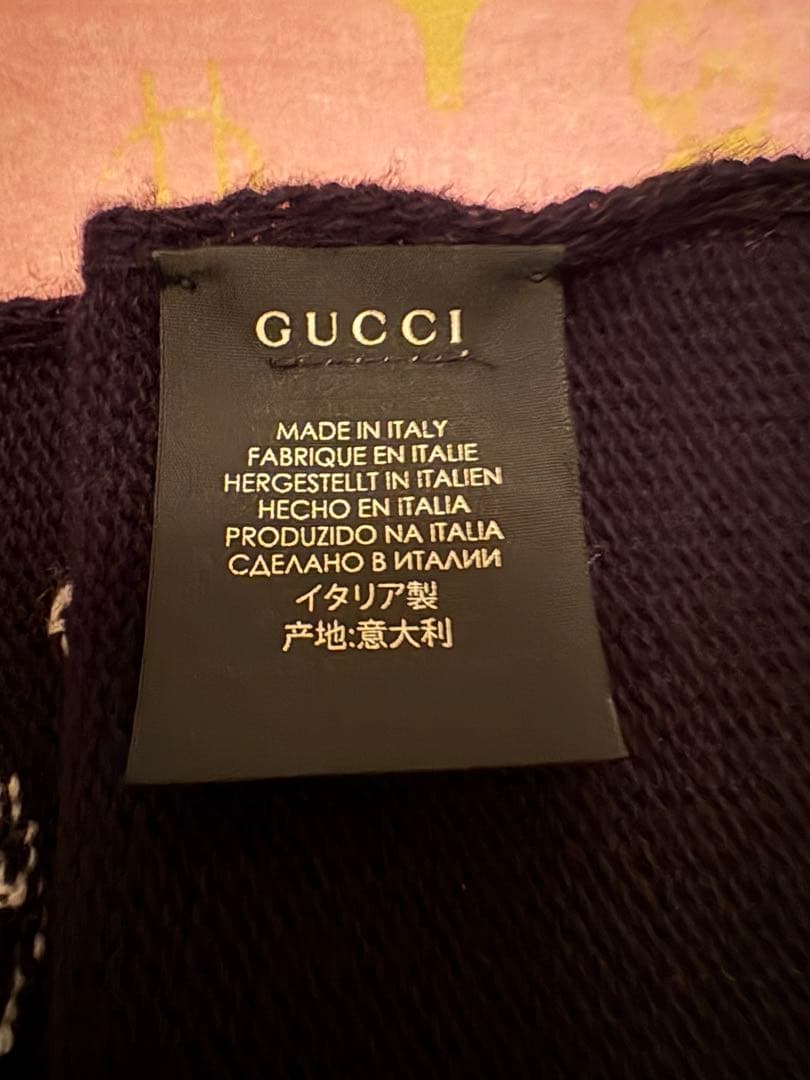 GUCCI
MADE IN ITALY
FABRIQUE EN ITALIE
HERGESTELLT IN ITALIEN
HECHO EN ITALIA
PRODUZIDO NA ITALIA
СДЕЛАНО В ИТАЛИИ
イタリア製
产地:意大利